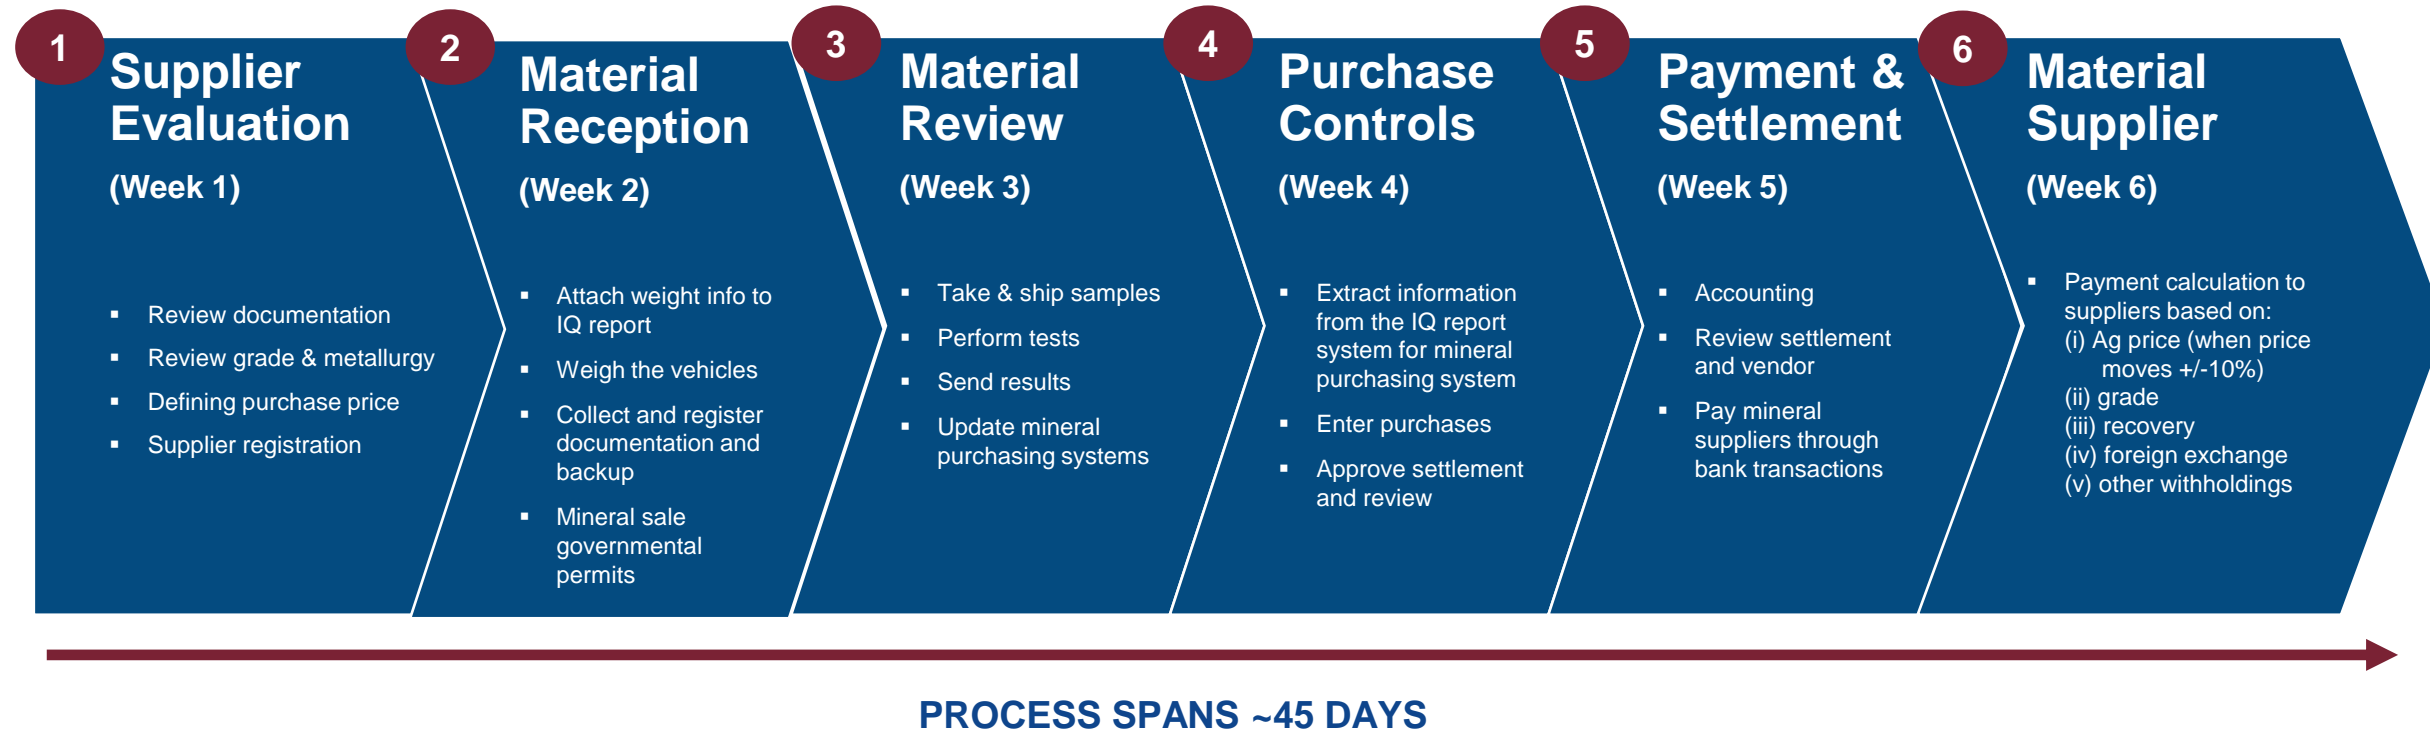 1
Supplier
Evaluation
(Week 1)
▪ Review documentation
▪ Review grade & metallurgy
▪ Defining purchase price
▪ Supplier registration
2
Material
Reception
(Week 2)
▪ Attach weight info to
IQ report
▪ Weigh the vehicles
▪ Collect and register
documentation and
backup
▪ Mineral sale
governmental
permits
3
Material
Review
(Week 3)
▪ Take & ship samples
▪ Perform tests
▪ Send results
▪ Update mineral
purchasing systems
4
Purchase
Controls
(Week 4)
▪ Extract information
from the IQ report
system for mineral
purchasing system
▪ Enter purchases
▪ Approve settlement
and review
5
Payment &
Settlement
(Week 5)
▪ Accounting
▪ Review settlement
and vendor
▪ Pay mineral
suppliers through
bank transactions
6
Material
Supplier
(Week 6)
▪ Payment calculation to
suppliers based on:
(i) Ag price (when price
moves +/-10%)
(ii) grade
(iii) recovery
(iv) foreign exchange
(v) other withholdings
PROCESS SPANS ~45 DAYS